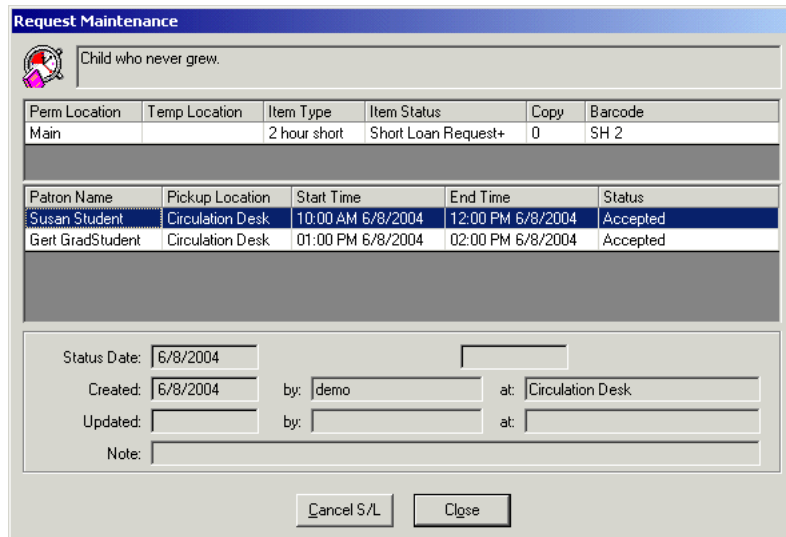 Request Maintenance
Child who never grew.
Perm Location Temp Location Item Type Item Status Copy Barcode
Main 2 hour short Short Loan Request+ 0 SH 2
Patron Name Pickup Location Start Time End Time Status
Susan Student Circulation Desk 10:00 AM 6/8/2004 12:00 PM 6/8/2004 Accepted
Gert GradStudent Circulation Desk 01:00 PM 6/8/2004 02:00 PM 6/8/2004 Accepted
Status Date: 6/8/2004
Created: 6/8/2004 by: demo at: Circulation Desk
Updated: by: at:
Note:
Cancel S/L Close